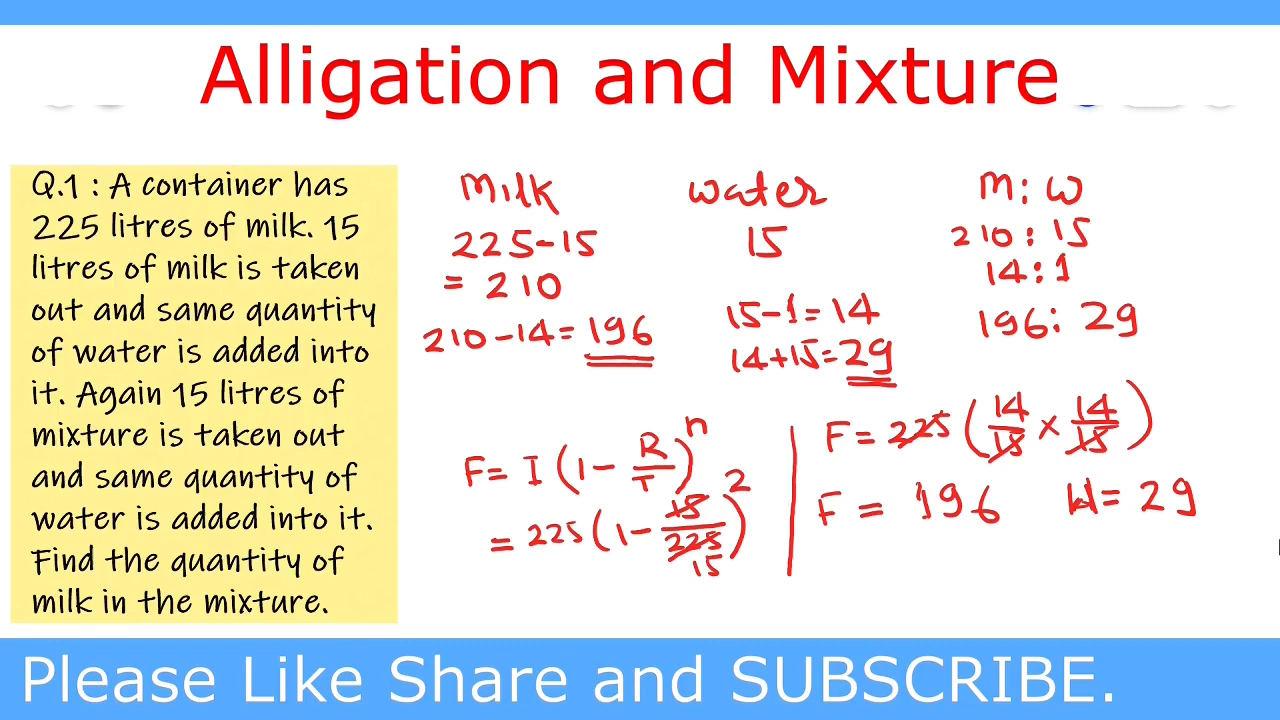 Alligation and Mixture
Q.1 : A container has
225 litres of milk. 15
litres of milk is taken
out and same quantity
of water is added into
it. Again 15 litres of
mixture is taken out
and same quantity of
water is added into it.
Find the quantity of
milk in the mixture.
Milk
225-15
= 210
210-14= 196
water
15
15-1=14
14+15=29
M: W
210:15
14:1
196: 29
F= I (1- R/T)^n
= 225 (1- 15/225)^2
15
F= 225 (14/15 × 14/15)
F = 196 W= 29
Please Like Share and SUBSCRIBE.